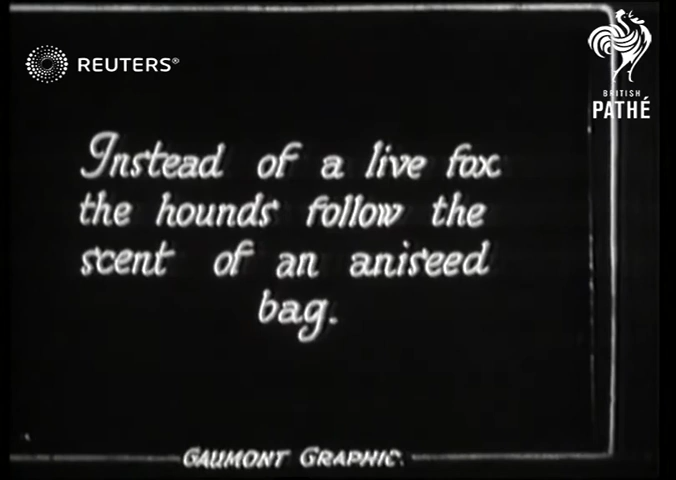 REUTERS®
BRITISH
PATHÉ
Instead of a live fox
the hounds follow the
scent of an aniseed
bag.
GAUMONT GRAPHIC.